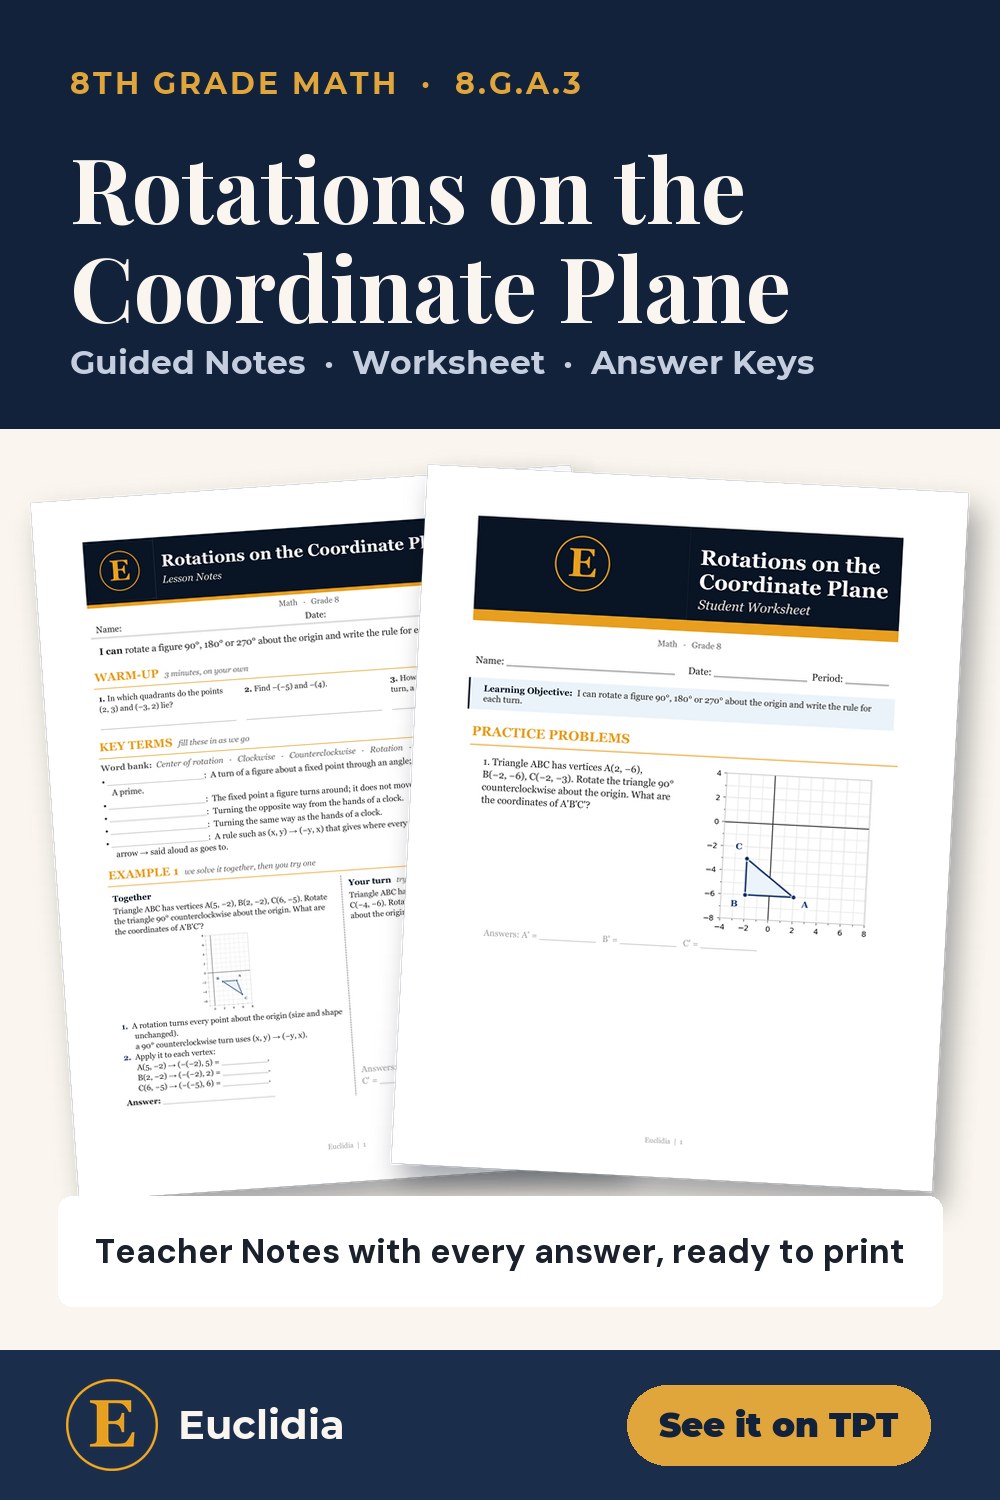 8TH GRADE MATH · 8.G.A.3
Rotations on the
Coordinate Plane
Guided Notes · Worksheet · Answer Keys
E
Rotations on the Coordinate Pl
Lesson Notes
Math - Grade 8
Name:
Date:
I can rotate a figure 90°, 180° or 270° about the origin and write the rule for e
WARM-UP 3 minutes, on your own
1. In which quadrants do the points
(2, 3) and (−3, 2) lie?
2. Find −(−5) and −(4).
3. How
turn, a
KEY TERMS fill these in as we go
Word bank: Center of rotation - Clockwise - Counterclockwise - Rotation -
• : A turn of a figure about a fixed point through an angle;
A prime.
• : The fixed point a figure turns around; it does not move
• : Turning the opposite way from the hands of a clock.
• : Turning the same way as the hands of a clock.
• : A rule such as (x, y) → (−y, x) that gives where every
arrow → said aloud as goes to.
EXAMPLE 1 we solve it together, then you try one
Together
Triangle ABC has vertices A(5, −2), B(2, −2), C(6, −5). Rotate
the triangle 90° counterclockwise about the origin. What are
the coordinates of A'B'C'?
1. A rotation turns every point about the origin (size and shape
unchanged).
a 90° counterclockwise turn uses (x, y) → (−y, x).
2. Apply it to each vertex:
A(5, −2) → (−(−2), 5) = .
B(2, −2) → (−(−2), 2) = .
C(6, −5) → (−(−5), 6) = .
Answer:
Your turn try
Triangle ABC ha
C(−4, −6). Rota
about the origin
Answers:
C' =
Euclidia | 1
E
Rotations on the
Coordinate Plane
Student Worksheet
Math - Grade 8
Name: Date: Period:
Learning Objective: I can rotate a figure 90°, 180° or 270° about the origin and write the rule for
each turn.
PRACTICE PROBLEMS
1. Triangle ABC has vertices A(2, −6),
B(−2, −6), C(−2, −3). Rotate the triangle 90°
counterclockwise about the origin. What are
the coordinates of A'B'C'?
4
2
0
−2
−4
−6
−8
−4 −2 0 2 4 6 8
C
B
A
Answers: A' = B' = C' =
Euclidia | 1
Teacher Notes with every answer, ready to print
E
Euclidia
See it on TPT